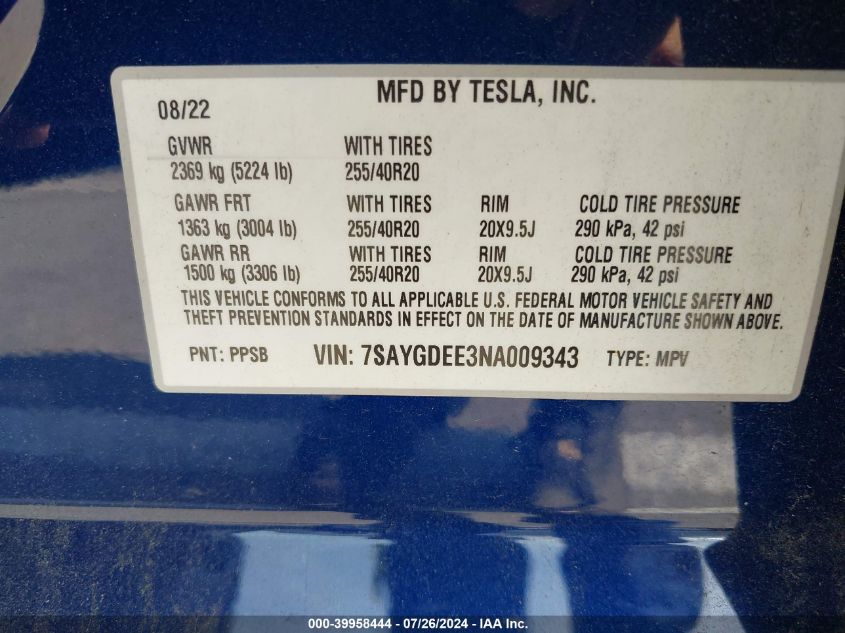 MFD BY TESLA, INC.
08/22
GVWR WITH TIRES
2369 kg (5224 lb) 255/40R20
GAWR FRT WITH TIRES RIM COLD TIRE PRESSURE
1363 kg (3004 lb) 255/40R20 20X9.5J 290 kPa, 42 psi
GAWR RR WITH TIRES RIM COLD TIRE PRESSURE
1500 kg (3306 lb) 255/40R20 20X9.5J 290 kPa, 42 psi
THIS VEHICLE CONFORMS TO ALL APPLICABLE U.S. FEDERAL MOTOR VEHICLE SAFETY AND
THEFT PREVENTION STANDARDS IN EFFECT ON THE DATE OF MANUFACTURE SHOWN ABOVE.
PNT: PPSB VIN: 7SAYGDEE3NA009343 TYPE: MPV
000-39958444 - 07/26/2024 - IAA Inc.